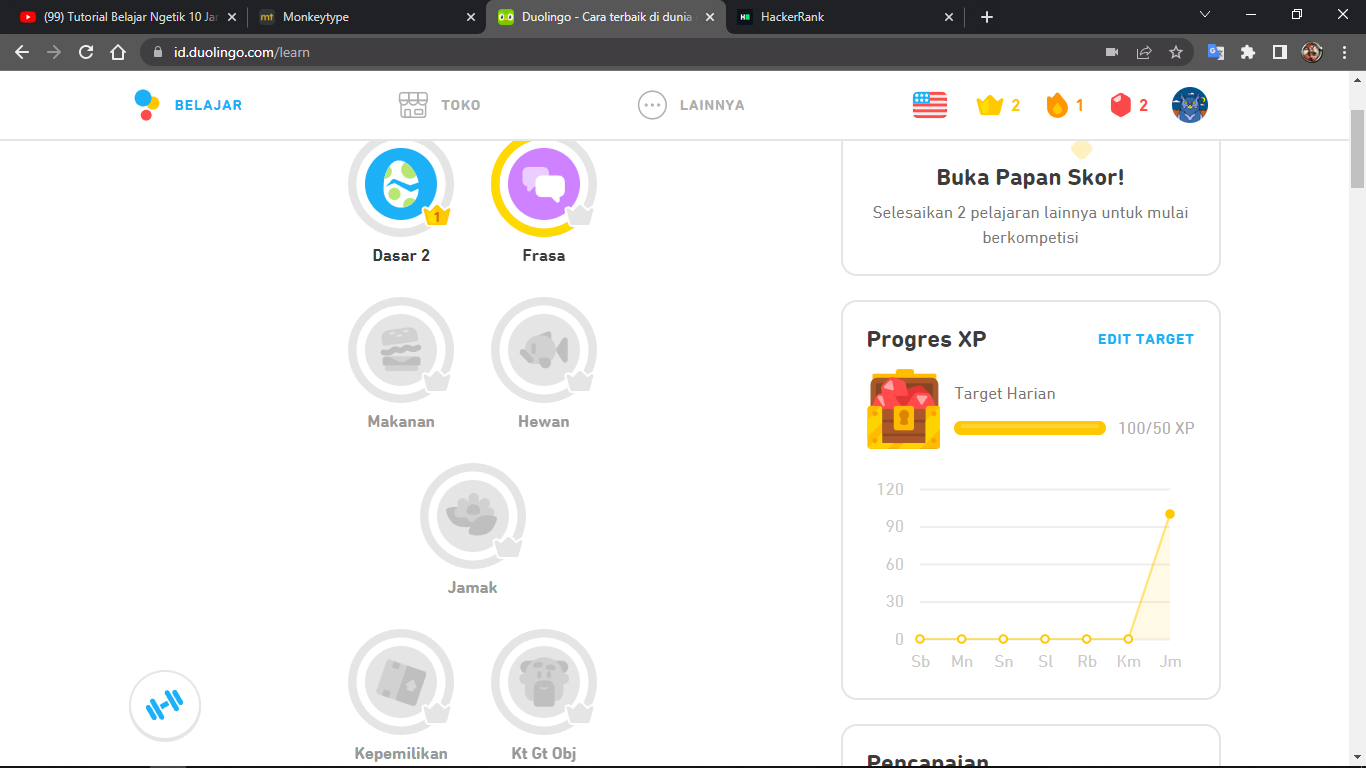 (99) Tutorial Belajar Ngetik 10 Jar
Monkeytype
Duolingo - Cara terbaik di dunia
HackerRank
id.duolingo.com/learn
BELAJAR
TOKO
LAINNYA
2
1
2
1
Dasar 2
Frasa
Makanan
Hewan
Jamak
Kepemilikan
Kt Gt Obj
Buka Papan Skor!
Selesaikan 2 pelajaran lainnya untuk mulai
berkompetisi
Progres XP
EDIT TARGET
Target Harian
100/50 XP
120
90
60
30
0
Sb Mn Sn Sl Rb Km Jm
Pencapaian